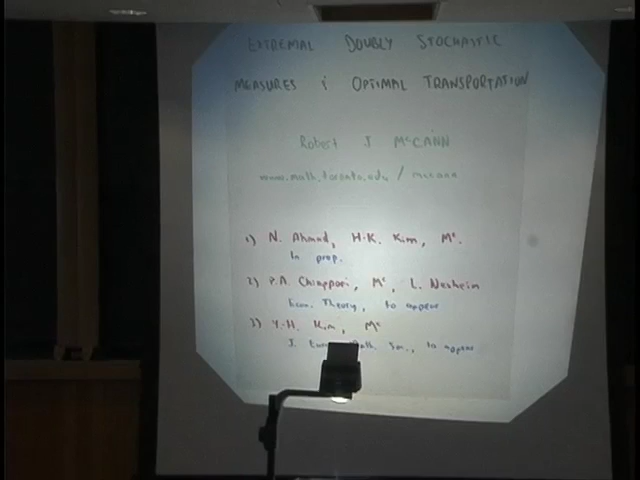 EXTREMAL DOUBLY STOCHASTIC
MEASURES & OPTIMAL TRANSPORTATION
Robert J McCANN
www.math.toronto.edu / mccann
1) N. Ahmad, H.K. Kim, Mc.
In prep.
2) P.A. Chiappori, Mc, L. Nesheim
Econ. Theory, to appear
3) Y.-H. Kim, Mc
J. Math. Soc., to appear